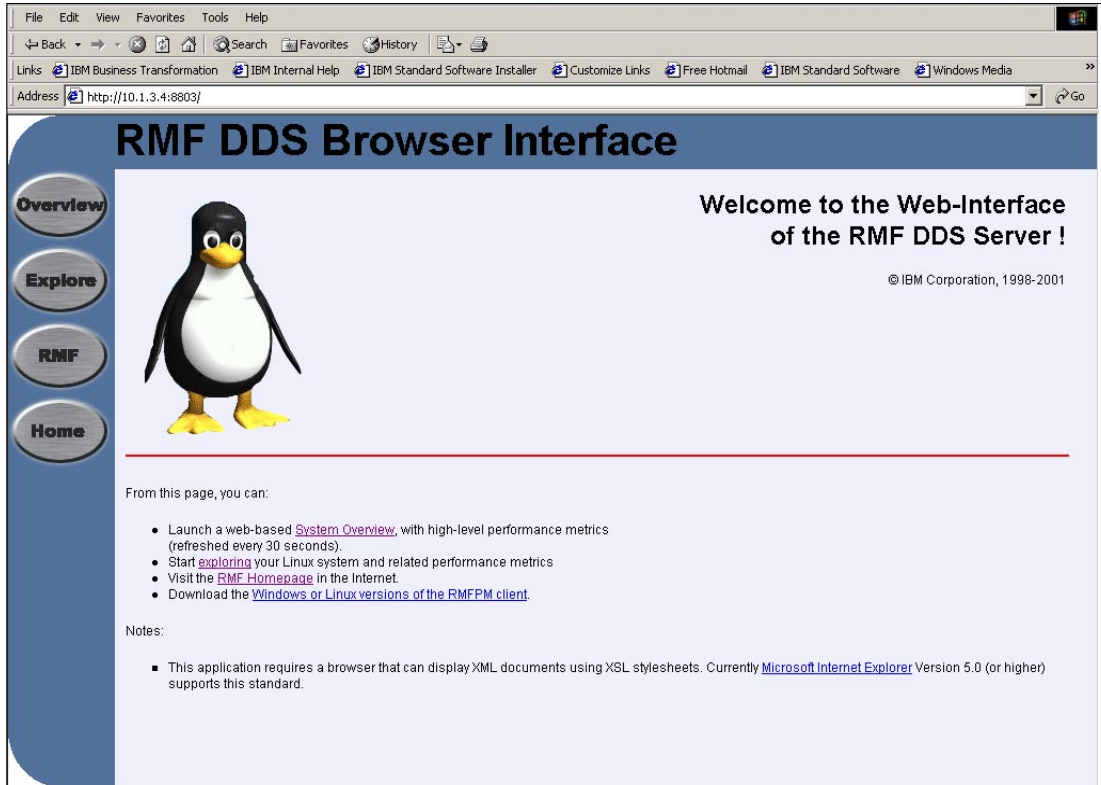 File Edit View Favorites Tools Help
Back Search Favorites History
Links IBM Business Transformation IBM Internal Help IBM Standard Software Installer Customize Links Free Hotmail IBM Standard Software Windows Media »
Address http://10.1.3.4:8803/ Go
RMF DDS Browser Interface
Overview
Explore
RMF
Home
Welcome to the Web-Interface
of the RMF DDS Server !
© IBM Corporation, 1998-2001
From this page, you can:
• Launch a web-based System Overview, with high-level performance metrics
(refreshed every 30 seconds).
• Start exploring your Linux system and related performance metrics
• Visit the RMF Homepage in the Internet.
• Download the Windows or Linux versions of the RMFPM client.
Notes:
▪ This application requires a browser that can display XML documents using XSL stylesheets. Currently Microsoft Internet Explorer Version 5.0 (or higher)
supports this standard.